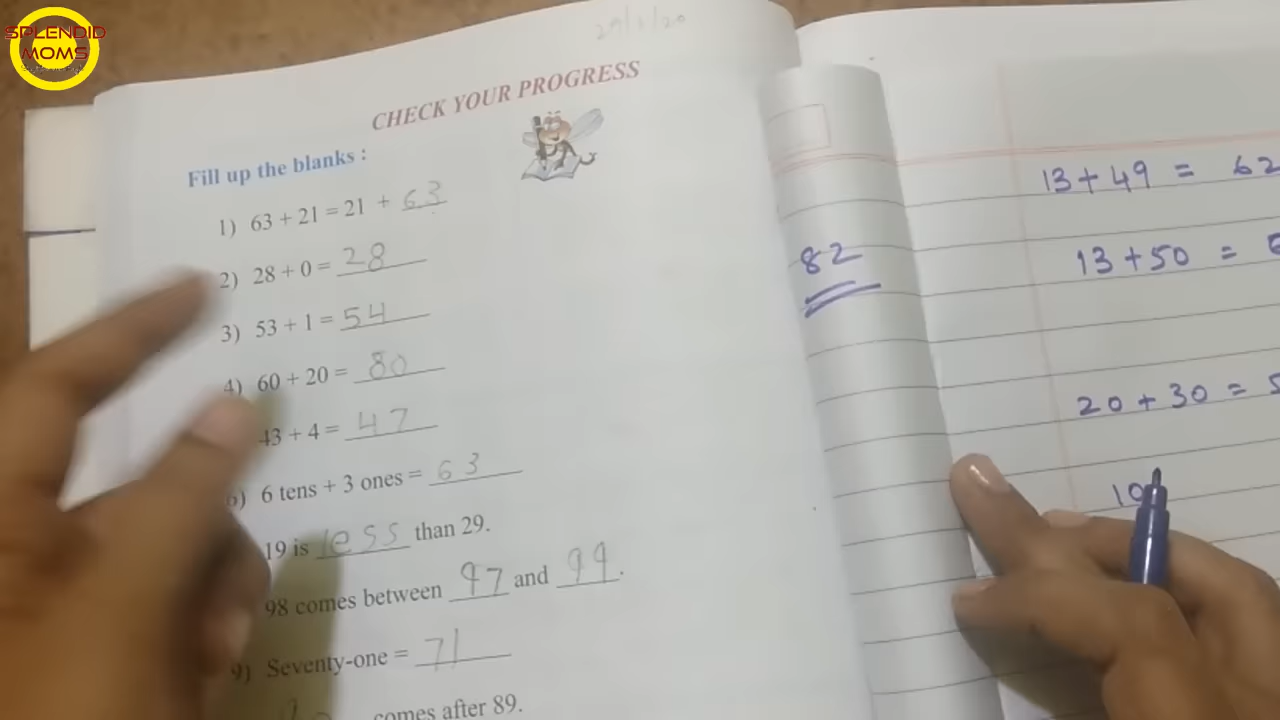 SPLENDID
MOMS
CHECK YOUR PROGRESS
Fill up the blanks :
1) 63 + 21 = 21 + 63
2) 28 + 0 = 28
3) 53 + 1 = 54
4) 60 + 20 = 80
43 + 4 = 47
6 tens + 3 ones = 63
19 is less than 29.
98 comes between 97 and 99.
9) Seventy-one = 71
comes after 89.
82
13 + 49 = 62
13 + 50 =
20 + 30 =
10